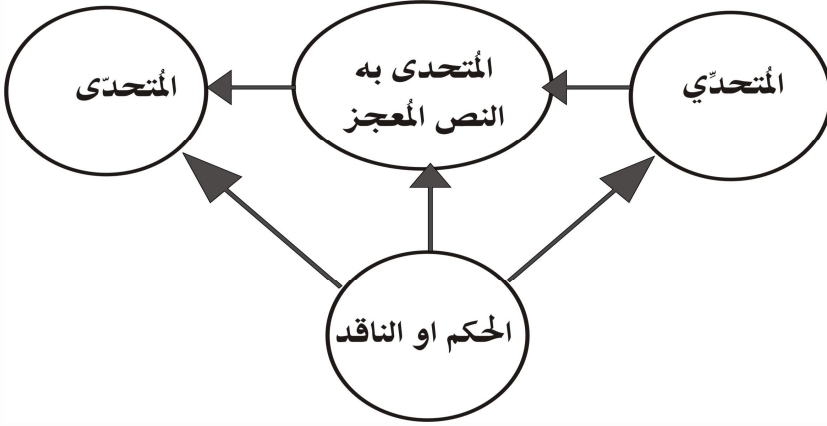 المُتحدِّي
المُتحدى به
النص المُعجز
المُتحدّى
الحكم او الناقد